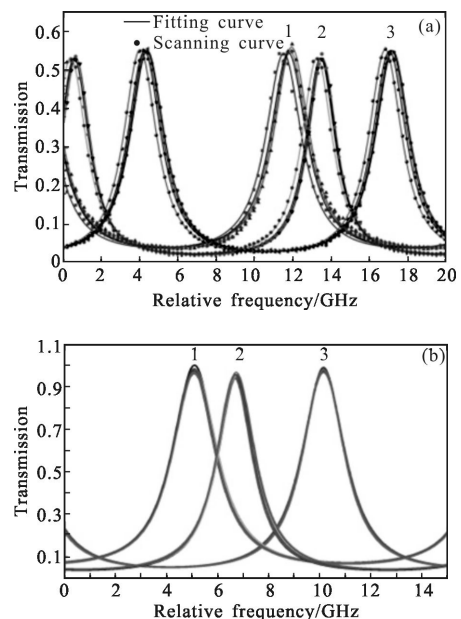 Fitting curve
Scanning curve
(a)
1 2 3
Transmission
0.6
0.5
0.4
0.3
0.2
0.1
0
0 2 4 6 8 10 12 14 16 18 20
Relative frequency/GHz
(b)
1 2 3
Transmission
1.1
0.9
0.7
0.5
0.3
0.1
0 2 4 6 8 10 12 14
Relative frequency/GHz